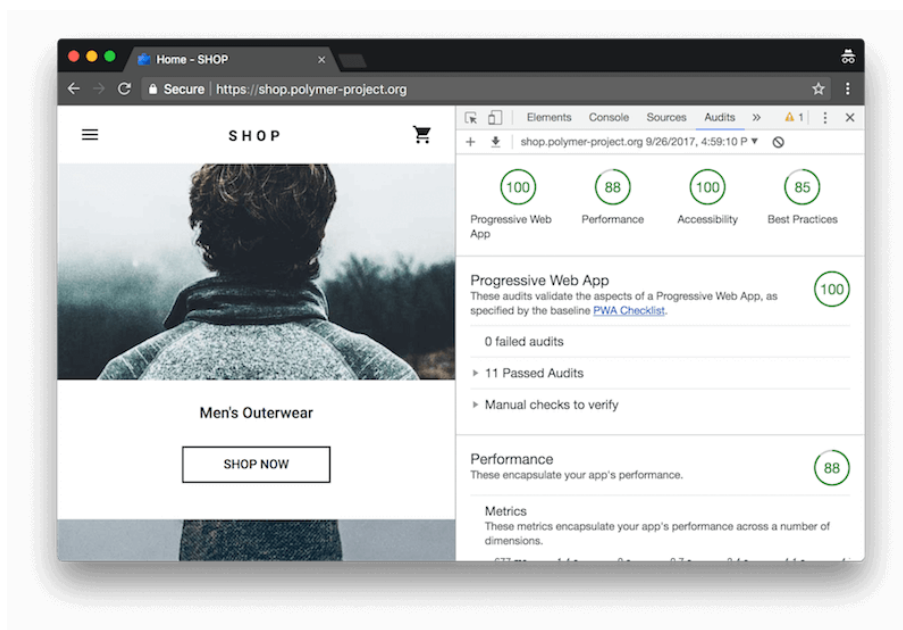 Home - SHOP
Secure https://shop.polymer-project.org
SHOP
Men's Outerwear
SHOP NOW
Elements Console Sources Audits » 1
shop.polymer-project.org 9/26/2017, 4:59:10 P
100 88 100 85
Progressive Web App Performance Accessibility Best Practices
Progressive Web App
These audits validate the aspects of a Progressive Web App, as
specified by the baseline PWA Checklist.
100
0 failed audits
11 Passed Audits
Manual checks to verify
Performance
These encapsulate your app's performance.
88
Metrics
These metrics encapsulate your app's performance across a number of
dimensions.